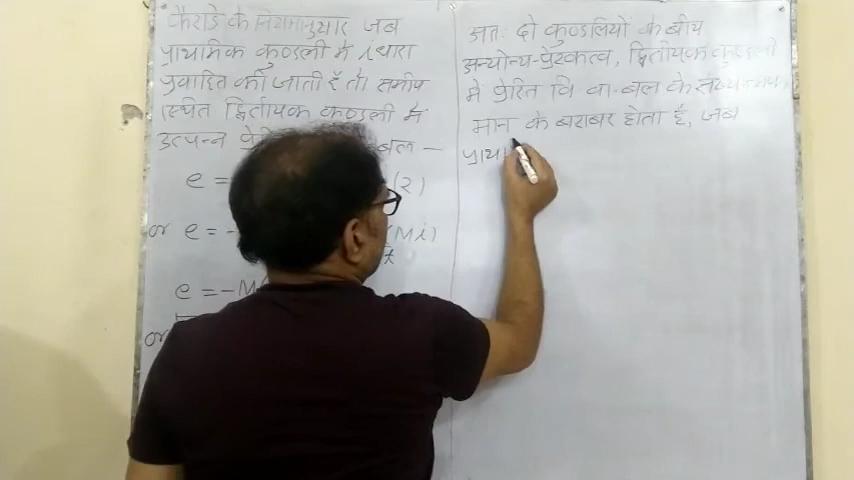 फैराडे के नियमानुसार जब
प्राथमिक कुण्डली में i धारा
प्रवाहित की जाती है तो समीप
स्थित द्वितीयक कुण्डली में
उत्पन्न बल —
e = (2)
or e = - (Mi)
e = -M
or
अतः दो कुण्डलियों के बीच
अन्योन्य-प्रेरकत्व, द्वितीयक कुण्डली
में प्रेरित वि वा. बल के
मान के बराबर होता है, जब
प्राथ